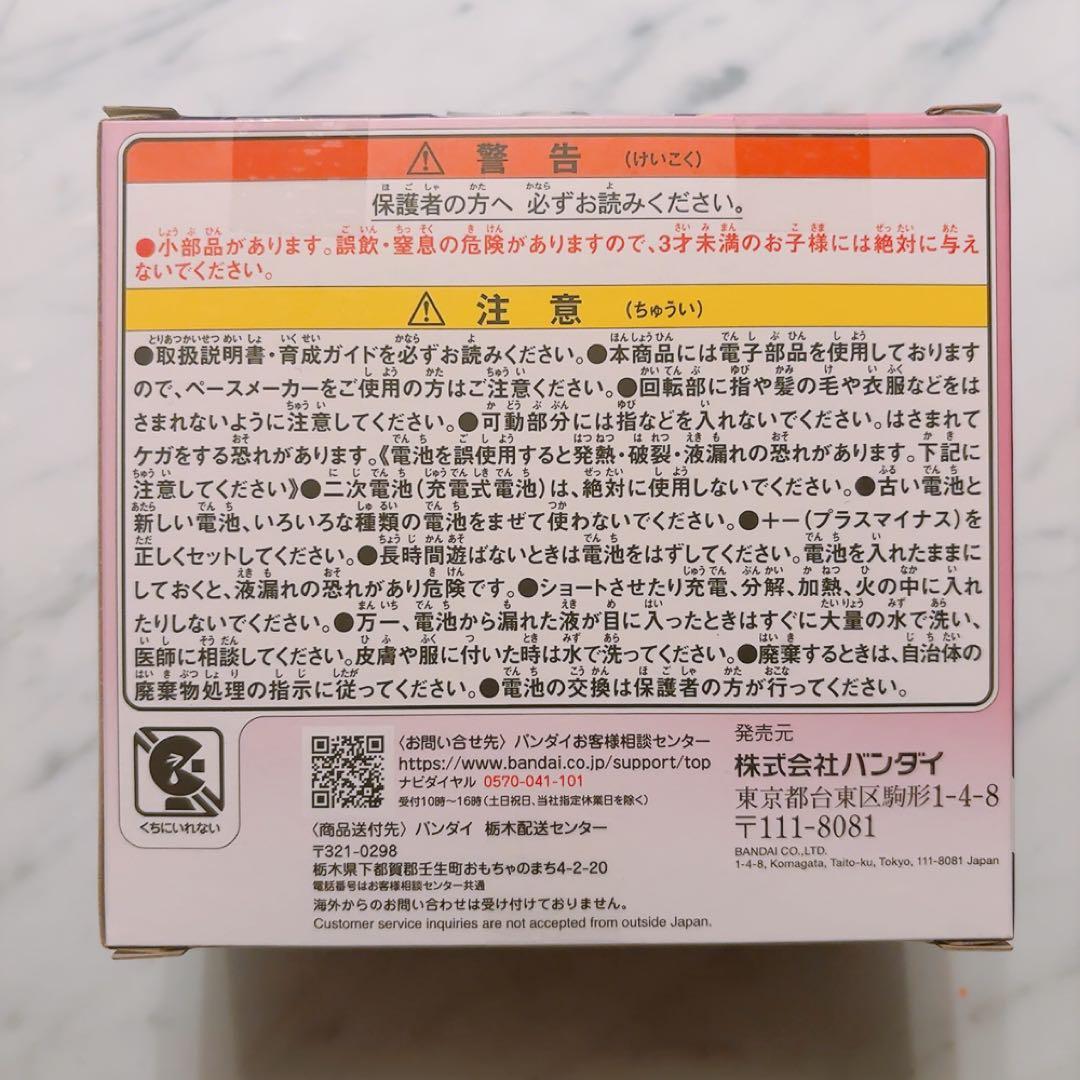 ⚠ 警告 (けいこく)
保護者の方へ 必ずお読みください。
●小部品があります。誤飲・窒息の危険がありますので、3才未満のお子様には絶対に与え
ないでください。
⚠ 注意 (ちゅうい)
●取扱説明書・育成ガイドを必ずお読みください。●本商品には電子部品を使用しております
ので、ペースメーカーをご使用の方はご注意ください。●回転部に指や髪の毛や衣服などをは
さまれないように注意してください。●可動部分には指などを入れないでください。はさまれて
ケガをする恐れがあります。《電池を誤使用すると発熱・破裂・液漏れの恐れがあります。下記に
注意してください》●二次電池(充電式電池)は、絶対に使用しないでください。●古い電池と
新しい電池、いろいろな種類の電池をまぜて使わないでください。●+−(プラスマイナス)を
正しくセットしてください。●長時間遊ばないときは電池をはずしてください。電池を入れたままに
しておくと、液漏れの恐れがあり危険です。●ショートさせたり充電、分解、加熱、火の中に入れ
たりしないでください。●万一、電池から漏れた液が目に入ったときはすぐに大量の水で洗い、
医師に相談してください。皮膚や服に付いた時は水で洗ってください。●廃棄するときは、自治体の
廃棄物処理の指示に従ってください。●電池の交換は保護者の方が行ってください。
くちにいれない
〈お問い合せ先〉バンダイお客様相談センター
https://www.bandai.co.jp/support/top
ナビダイヤル 0570-041-101
受付10時〜16時(土日祝日、当社指定休業日を除く)
〈商品送付先〉バンダイ 栃木配送センター
〒321-0298
栃木県下都賀郡壬生町おもちゃのまち4-2-20
電話番号はお客様相談センター共通
海外からのお問い合わせは受け付けておりません。
Customer service inquiries are not accepted from outside Japan.
発売元
株式会社バンダイ
東京都台東区駒形1-4-8
〒111-8081
BANDAI CO.,LTD.
1-4-8, Komagata, Taito-ku, Tokyo, 111-8081 Japan